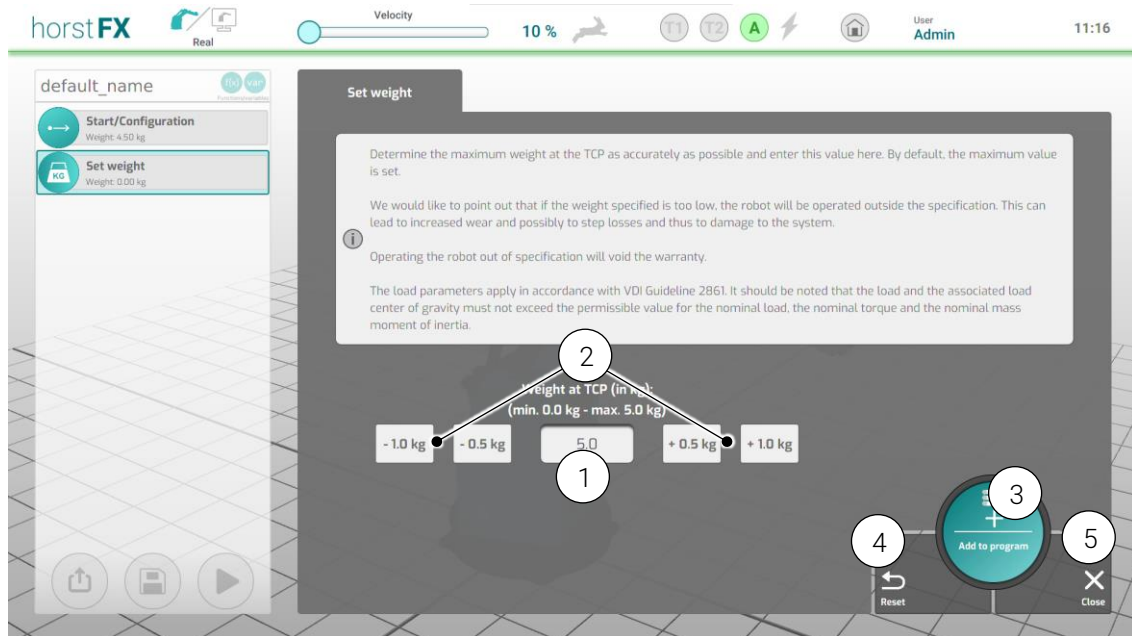 horstFX
Real
Velocity
10 %
T1
T2
A
User
Admin
11:16
default_name
f(x)
var
Start/Configuration
Weight: 4.50 kg
KG
Set weight
Weight: 0.00 kg
Set weight
Determine the maximum weight at the TCP as accurately as possible and enter this value here. By default, the maximum value
is set.
We would like to point out that if the weight specified is too low, the robot will be operated outside the specification. This can
lead to increased wear and possibly to step losses and thus to damage to the system.
i
Operating the robot out of specification will void the warranty.
The load parameters apply in accordance with VDI Guideline 2861. It should be noted that the load and the associated load
center of gravity must not exceed the permissible value for the nominal load, the nominal torque and the nominal mass
moment of inertia.
2
Weight at TCP (in kg):
(min. 0.0 kg - max. 5.0 kg)
- 1.0 kg
- 0.5 kg
5.0
+ 0.5 kg
+ 1.0 kg
1
3
Add to program
4
Reset
5
Close